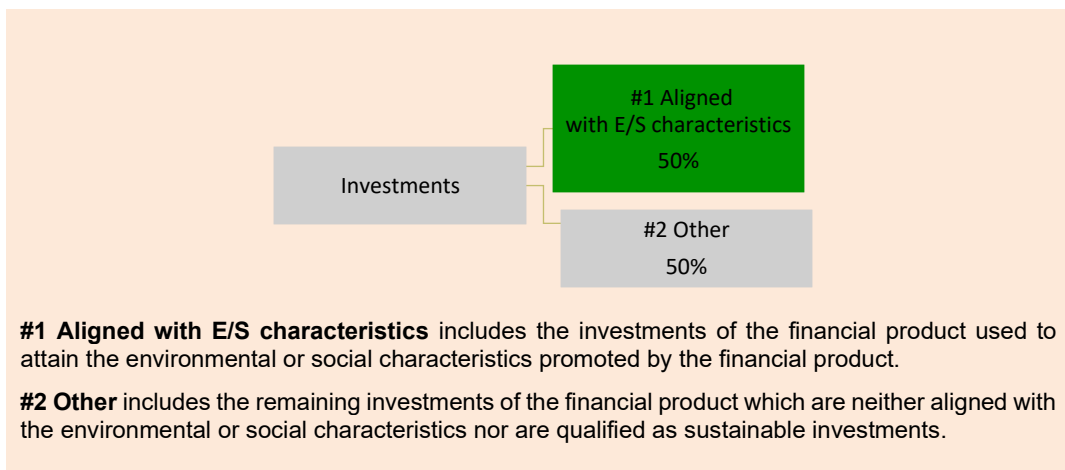 #1 Aligned
with E/S characteristics
50%
Investments
#2 Other
50%
#1 Aligned with E/S characteristics includes the investments of the financial product used to
attain the environmental or social characteristics promoted by the financial product.
#2 Other includes the remaining investments of the financial product which are neither aligned with
the environmental or social characteristics nor are qualified as sustainable investments.